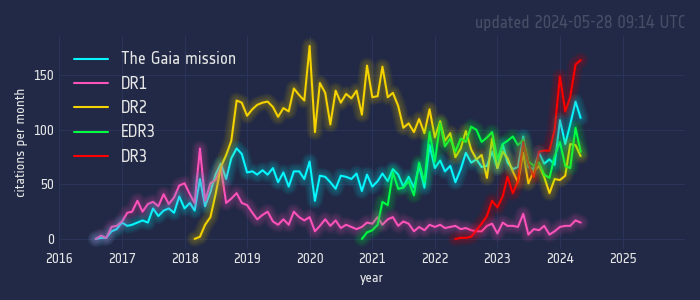 updated 2024-05-28 09:14 UTC
The Gaia mission
DR1
DR2
EDR3
DR3
citations per month
150
100
50
0
2016 2017 2018 2019 2020 2021 2022 2023 2024 2025
year